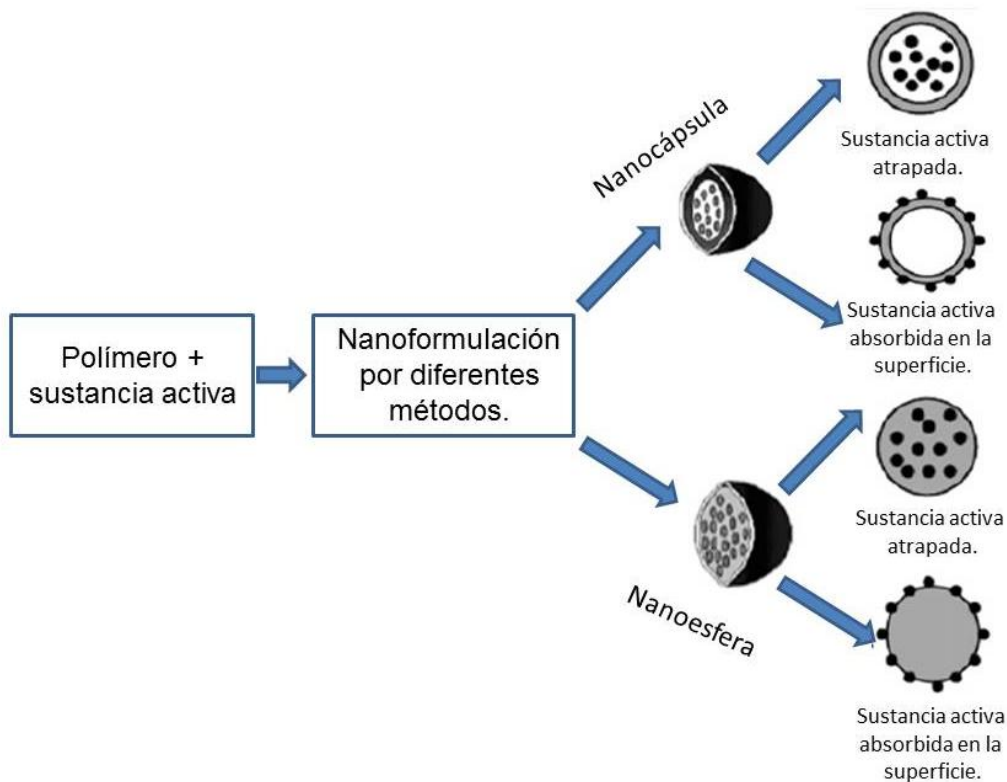 Polímero +
sustancia activa
Nanoformulación
por diferentes
métodos.
Nanocápsula
Sustancia activa
atrapada.
Sustancia activa
absorbida en la
superficie.
Nanoesfera
Sustancia activa
atrapada.
Sustancia activa
absorbida en la
superficie.